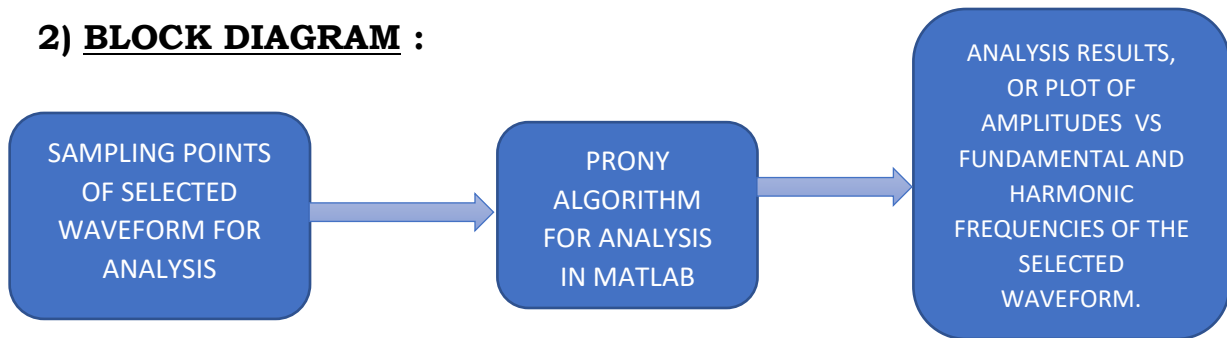 2) BLOCK DIAGRAM :
SAMPLING POINTS
OF SELECTED
WAVEFORM FOR
ANALYSIS
PRONY
ALGORITHM
FOR ANALYSIS
IN MATLAB
ANALYSIS RESULTS,
OR PLOT OF
AMPLITUDES VS
FUNDAMENTAL AND
HARMONIC
FREQUENCIES OF THE
SELECTED
WAVEFORM.